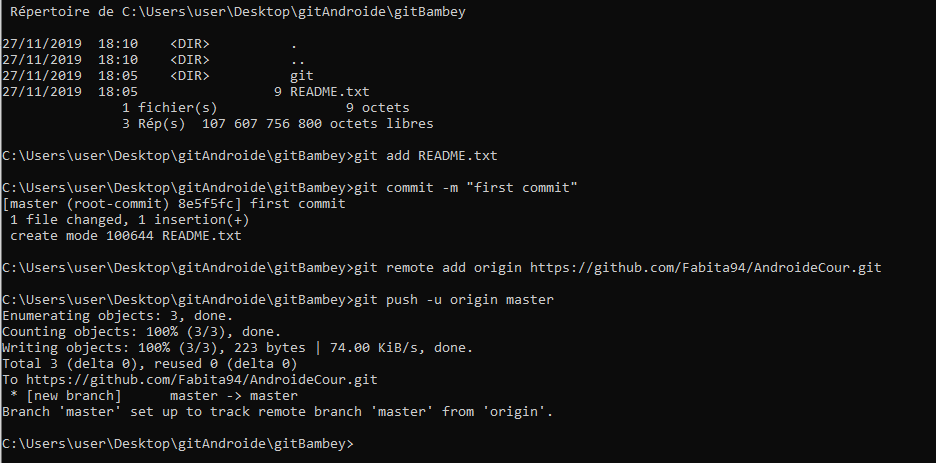 Répertoire de C:\Users\user\Desktop\gitAndroide\gitBambey
27/11/2019  18:10    <DIR>          .
27/11/2019  18:10    <DIR>          ..
27/11/2019  18:05    <DIR>          git
27/11/2019  18:05                 9 README.txt
               1 fichier(s)                9 octets
               3 Rép(s)  107 607 756 800 octets libres
C:\Users\user\Desktop\gitAndroide\gitBambey>git add README.txt
C:\Users\user\Desktop\gitAndroide\gitBambey>git commit -m "first commit"
[master (root-commit) 8e5f5fc] first commit
 1 file changed, 1 insertion(+)
 create mode 100644 README.txt
C:\Users\user\Desktop\gitAndroide\gitBambey>git remote add origin https://github.com/Fabita94/AndroideCour.git
C:\Users\user\Desktop\gitAndroide\gitBambey>git push -u origin master
Enumerating objects: 3, done.
Counting objects: 100% (3/3), done.
Writing objects: 100% (3/3), 223 bytes | 74.00 KiB/s, done.
Total 3 (delta 0), reused 0 (delta 0)
To https://github.com/Fabita94/AndroideCour.git
 * [new branch]      master -> master
Branch 'master' set up to track remote branch 'master' from 'origin'.
C:\Users\user\Desktop\gitAndroide\gitBambey>